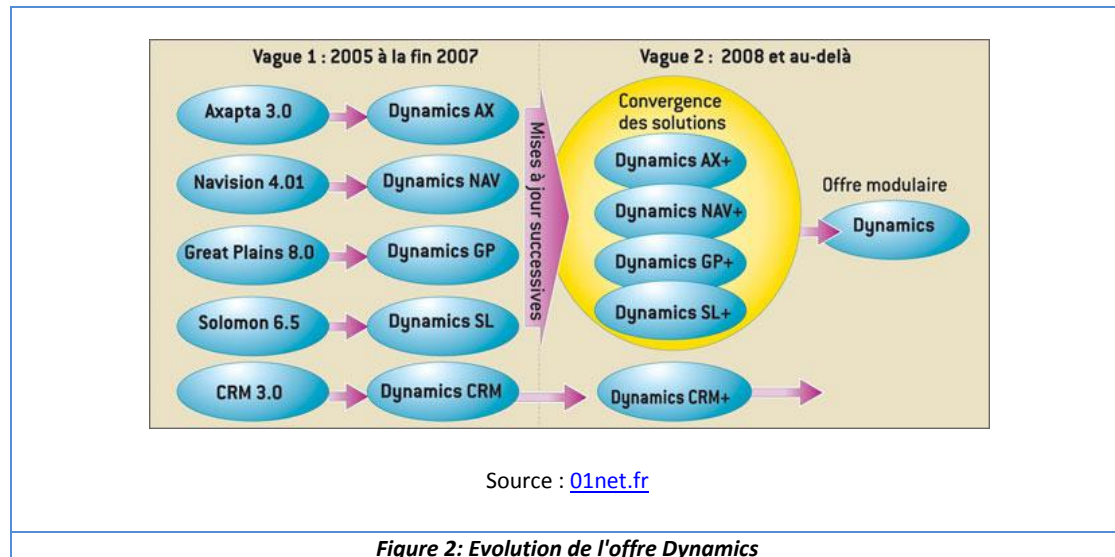 Vague 1 : 2005 à la fin 2007
Vague 2 : 2008 et au-delà
Axapta 3.0
Dynamics AX
Navision 4.01
Dynamics NAV
Great Plains 8.0
Dynamics GP
Solomon 6.5
Dynamics SL
CRM 3.0
Dynamics CRM
Mises à jour successives
Convergence
des solutions
Dynamics AX+
Dynamics NAV+
Dynamics GP+
Dynamics SL+
Dynamics CRM+
Offre modulaire
Dynamics
Source : 01net.fr
Figure 2: Evolution de l'offre Dynamics